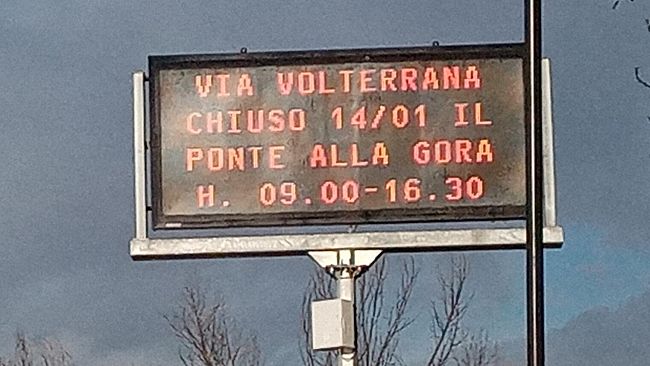 VIA VOLTERRANA
CHIUSO 14/01 IL
PONTE ALLA GORA
H. 09.00-16.30